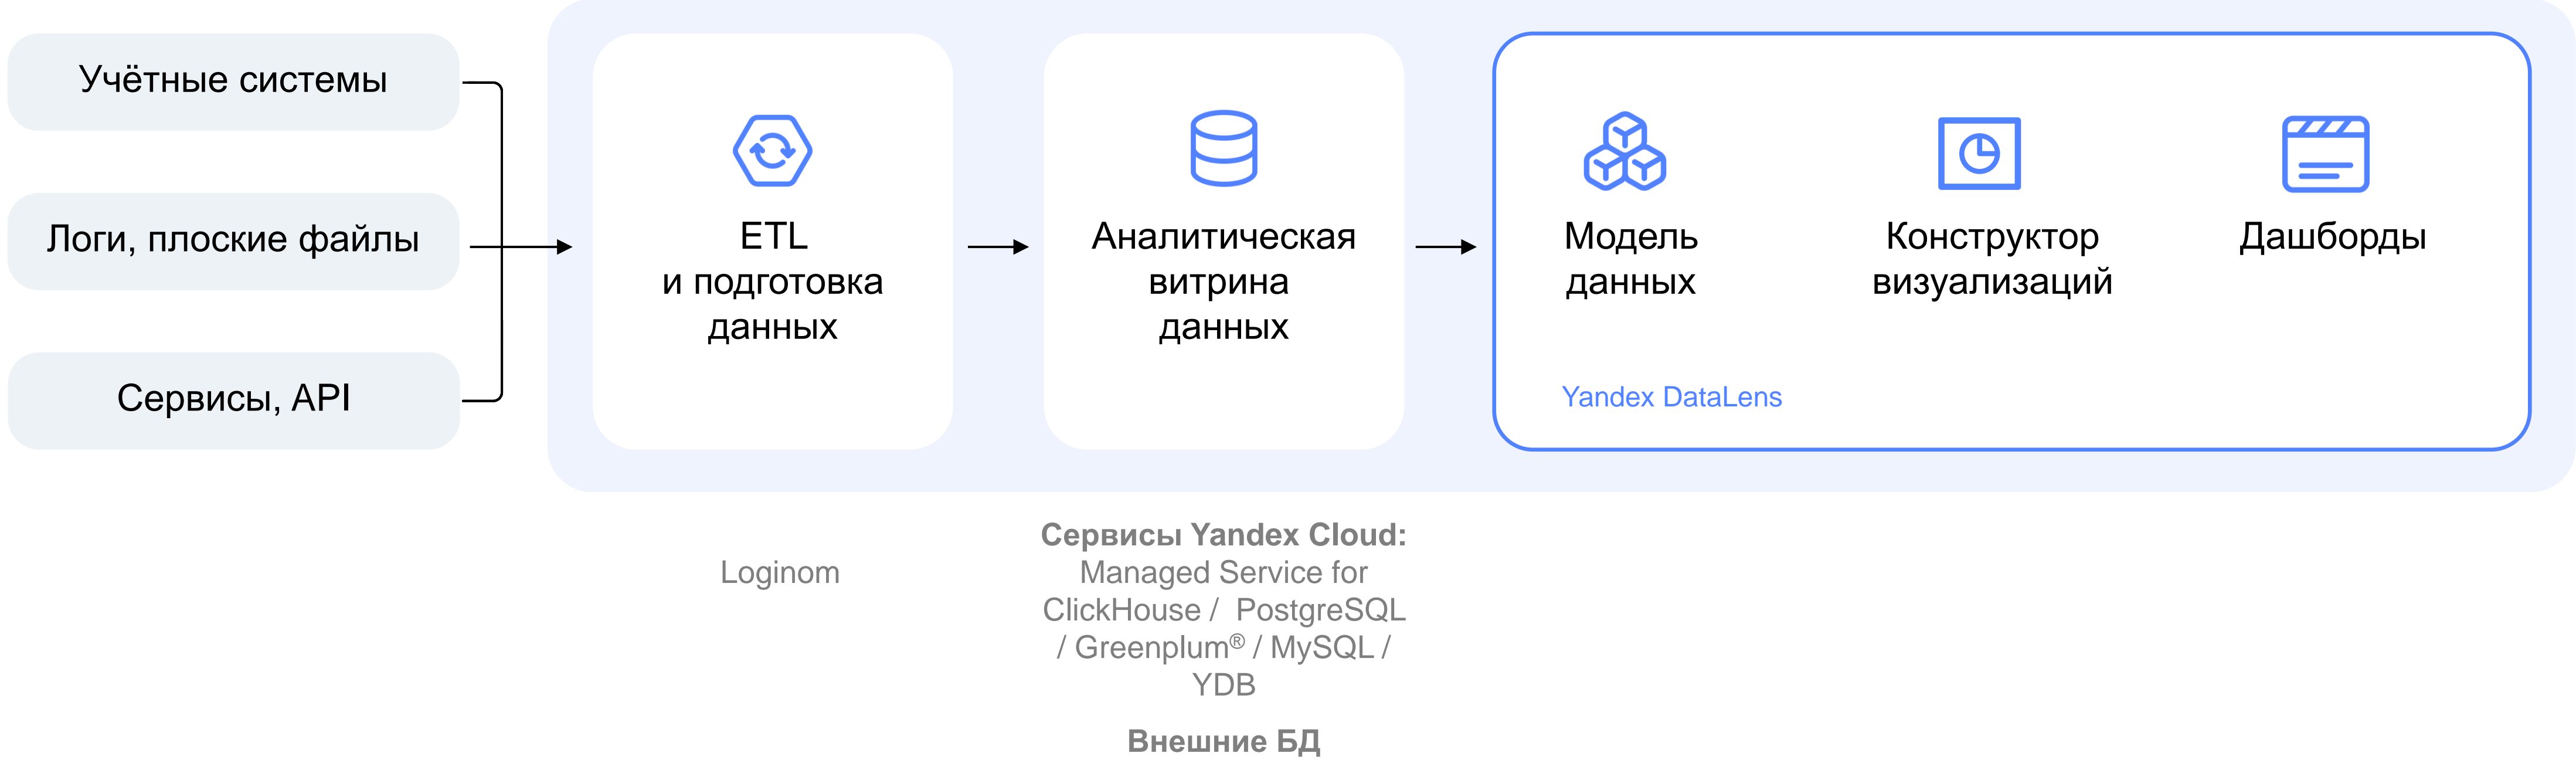 Учётные системы
Логи, плоские файлы
Сервисы, API
ETL
и подготовка
данных
Аналитическая
витрина
данных
Модель
данных
Конструктор
визуализаций
Дашборды
Yandex DataLens
Loginom
Сервисы Yandex Cloud:
Managed Service for
ClickHouse / PostgreSQL
/ Greenplum® / MySQL /
YDB
Внешние БД